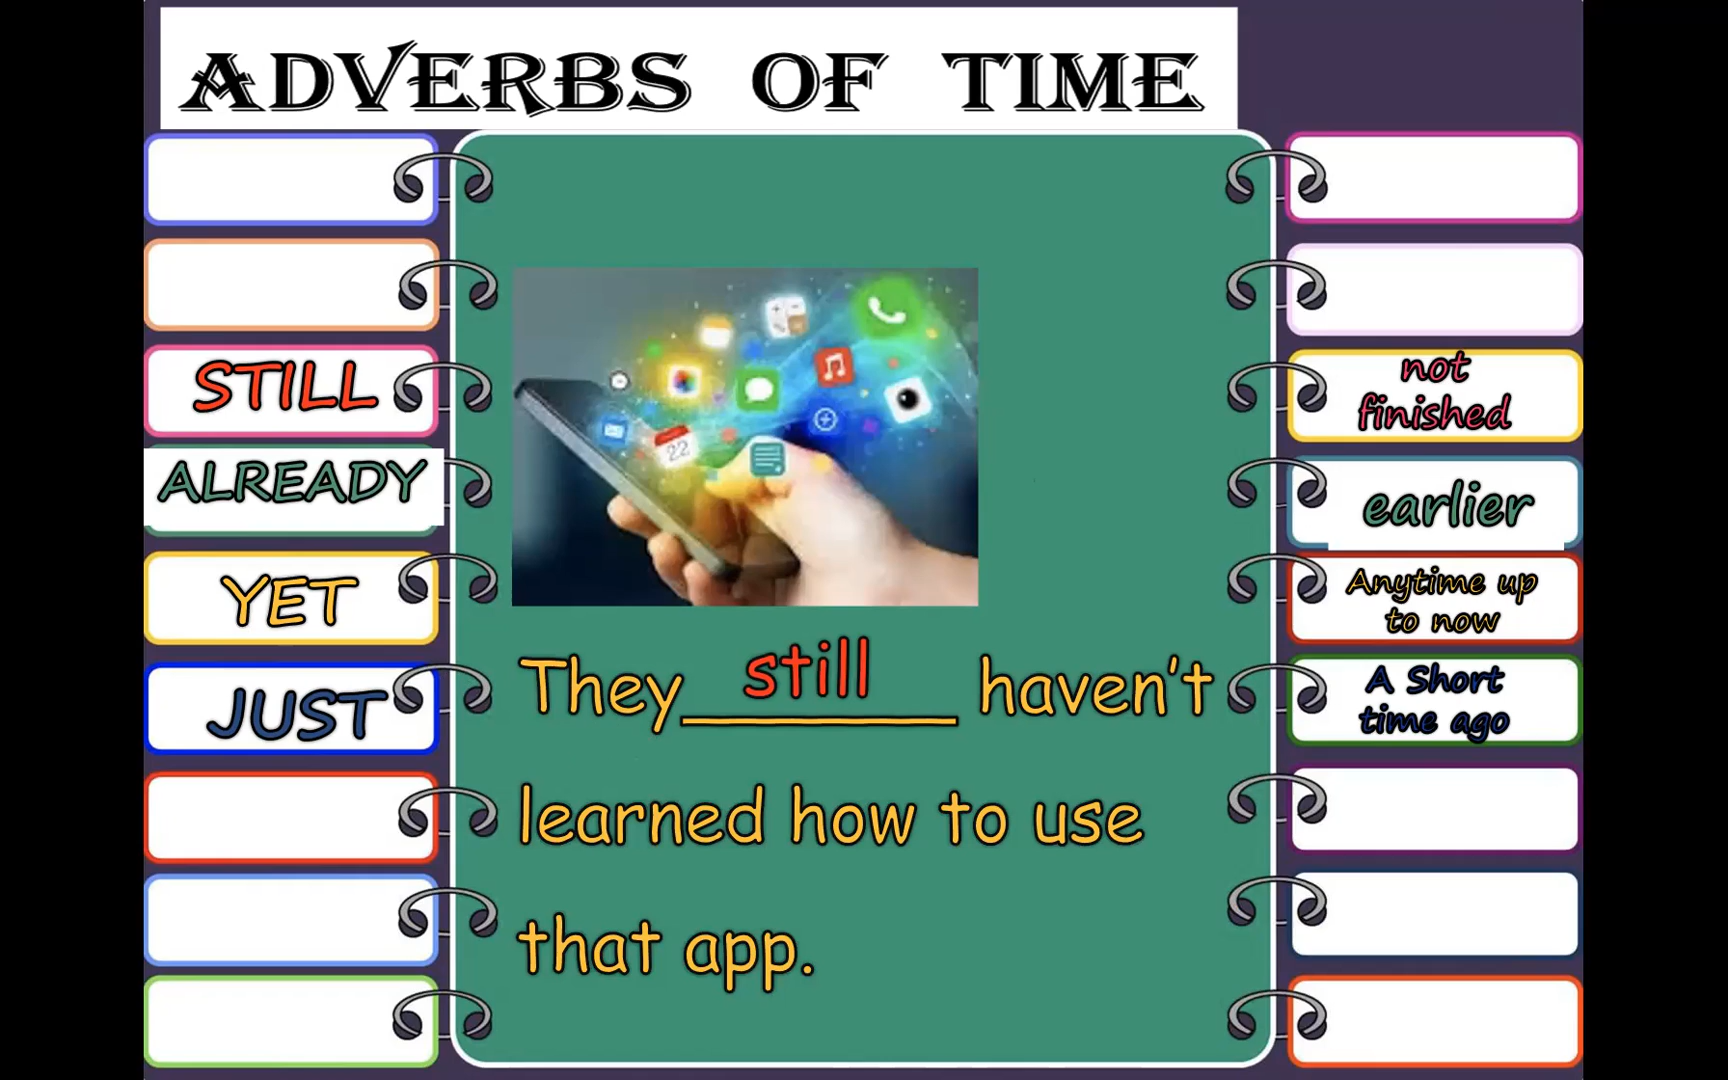 ADVERBS OF TIME
STILL
ALREADY
YET
JUST
22
They still haven't
learned how to use
that app.
not
finished
earlier
Anytime up
to now
A Short
time ago